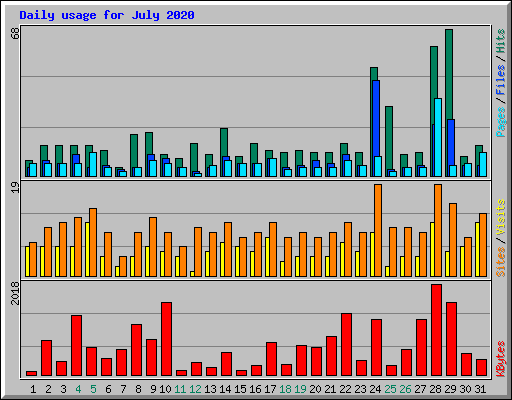 Daily usage for July 2020
68
Pages / Files / Hits
19
Sites / Visits
2018
KBytes
1 2 3 4 5 6 7 8 9 10 11 12 13 14 15 16 17 18 19 20 21 22 23 24 25 26 27 28 29 30 31